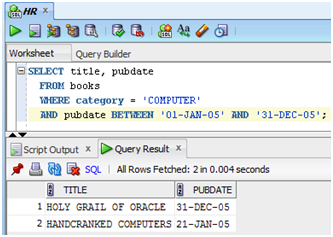 HR
Worksheet Query Builder
SELECT title, pubdate
FROM books
WHERE category = 'COMPUTER'
AND pubdate BETWEEN '01-JAN-05' AND '31-DEC-05';
Script Output Query Result
SQL All Rows Fetched: 2 in 0.004 seconds
TITLE PUBDATE
1 HOLY GRAIL OF ORACLE 31-DEC-05
2 HANDCRANKED COMPUTERS 21-JAN-05